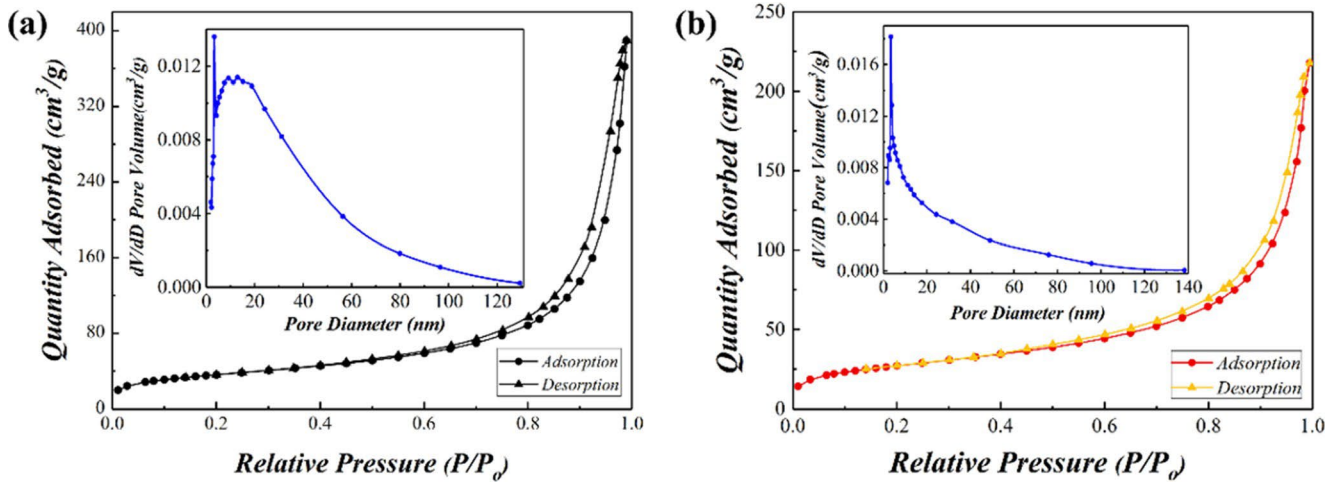 (a)
Quantity Adsorbed (cm³/g)
400
320
240
160
80
0
0.0 0.2 0.4 0.6 0.8 1.0
Relative Pressure (P/Pₒ)
dV/dD Pore Volume(cm³/g)
0.012
0.008
0.004
0.000
0 20 40 60 80 100 120
Pore Diameter (nm)
Adsorption
Desorption
(b)
Quantity Adsorbed (cm³/g)
250
200
150
100
50
0
0.0 0.2 0.4 0.6 0.8 1.0
Relative Pressure (P/Pₒ)
dV/dD Pore Volume(cm³/g)
0.016
0.012
0.008
0.004
0.000
0 20 40 60 80 100 120 140
Pore Diameter (nm)
Adsorption
Desorption